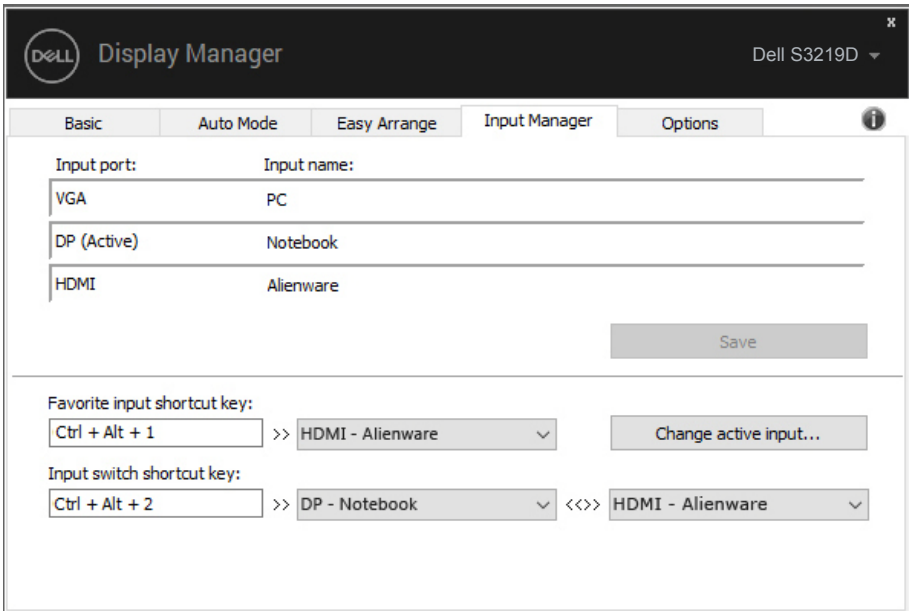 x
DELL Display Manager Dell S3219D
Basic Auto Mode Easy Arrange Input Manager Options
Input port: Input name:
VGA PC
DP (Active) Notebook
HDMI Alienware
Save
Favorite input shortcut key:
Ctrl + Alt + 1 >> HDMI - Alienware Change active input...
Input switch shortcut key:
Ctrl + Alt + 2 >> DP - Notebook <<>> HDMI - Alienware